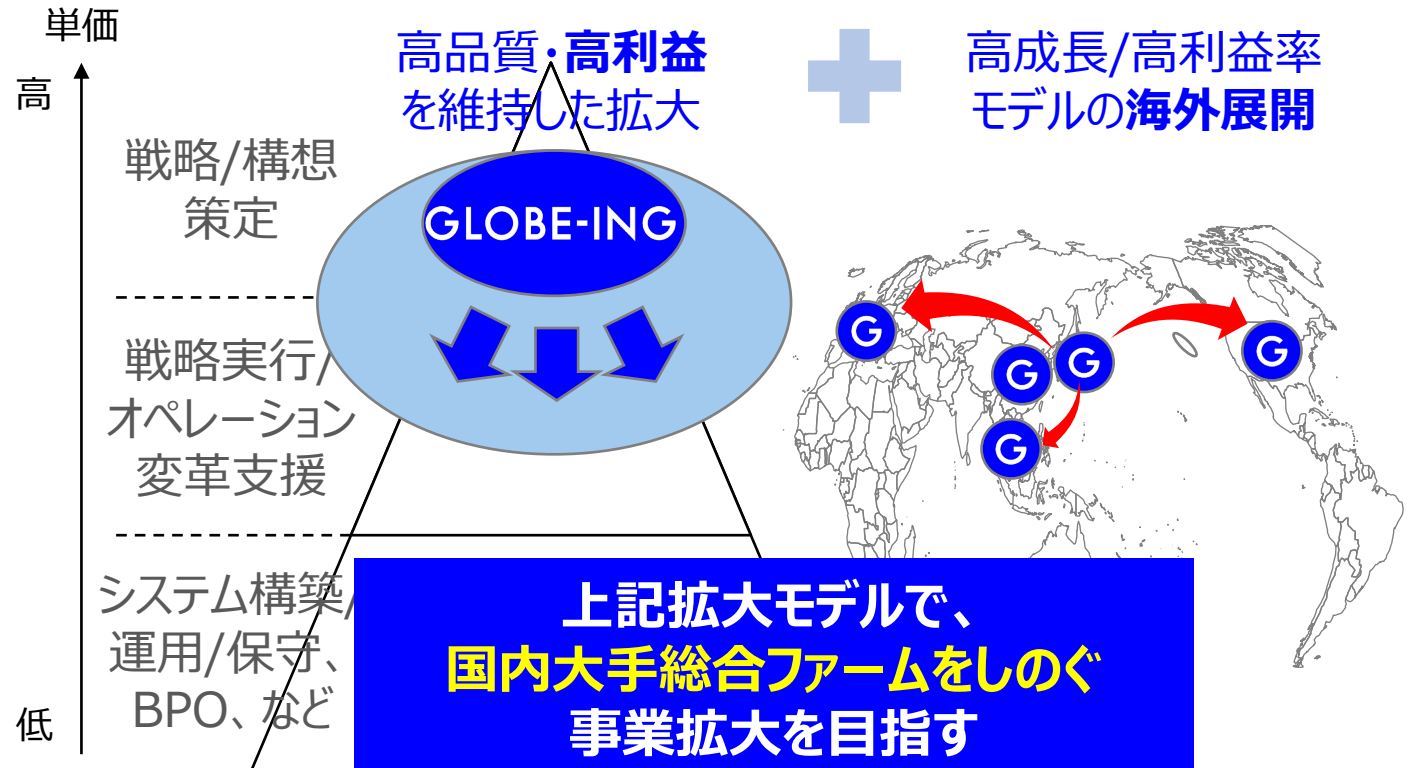 単価
高
高品質・高利益
を維持した拡大
高成長/高利益率
モデルの海外展開
戦略/構想
策定
GLOBE-ING
戦略実行/
オペレーション
変革支援
G
G
G
G
G
システム構築/
運用/保守、
BPO、など
低
上記拡大モデルで、
国内大手総合ファームをしのぐ
事業拡大を目指す